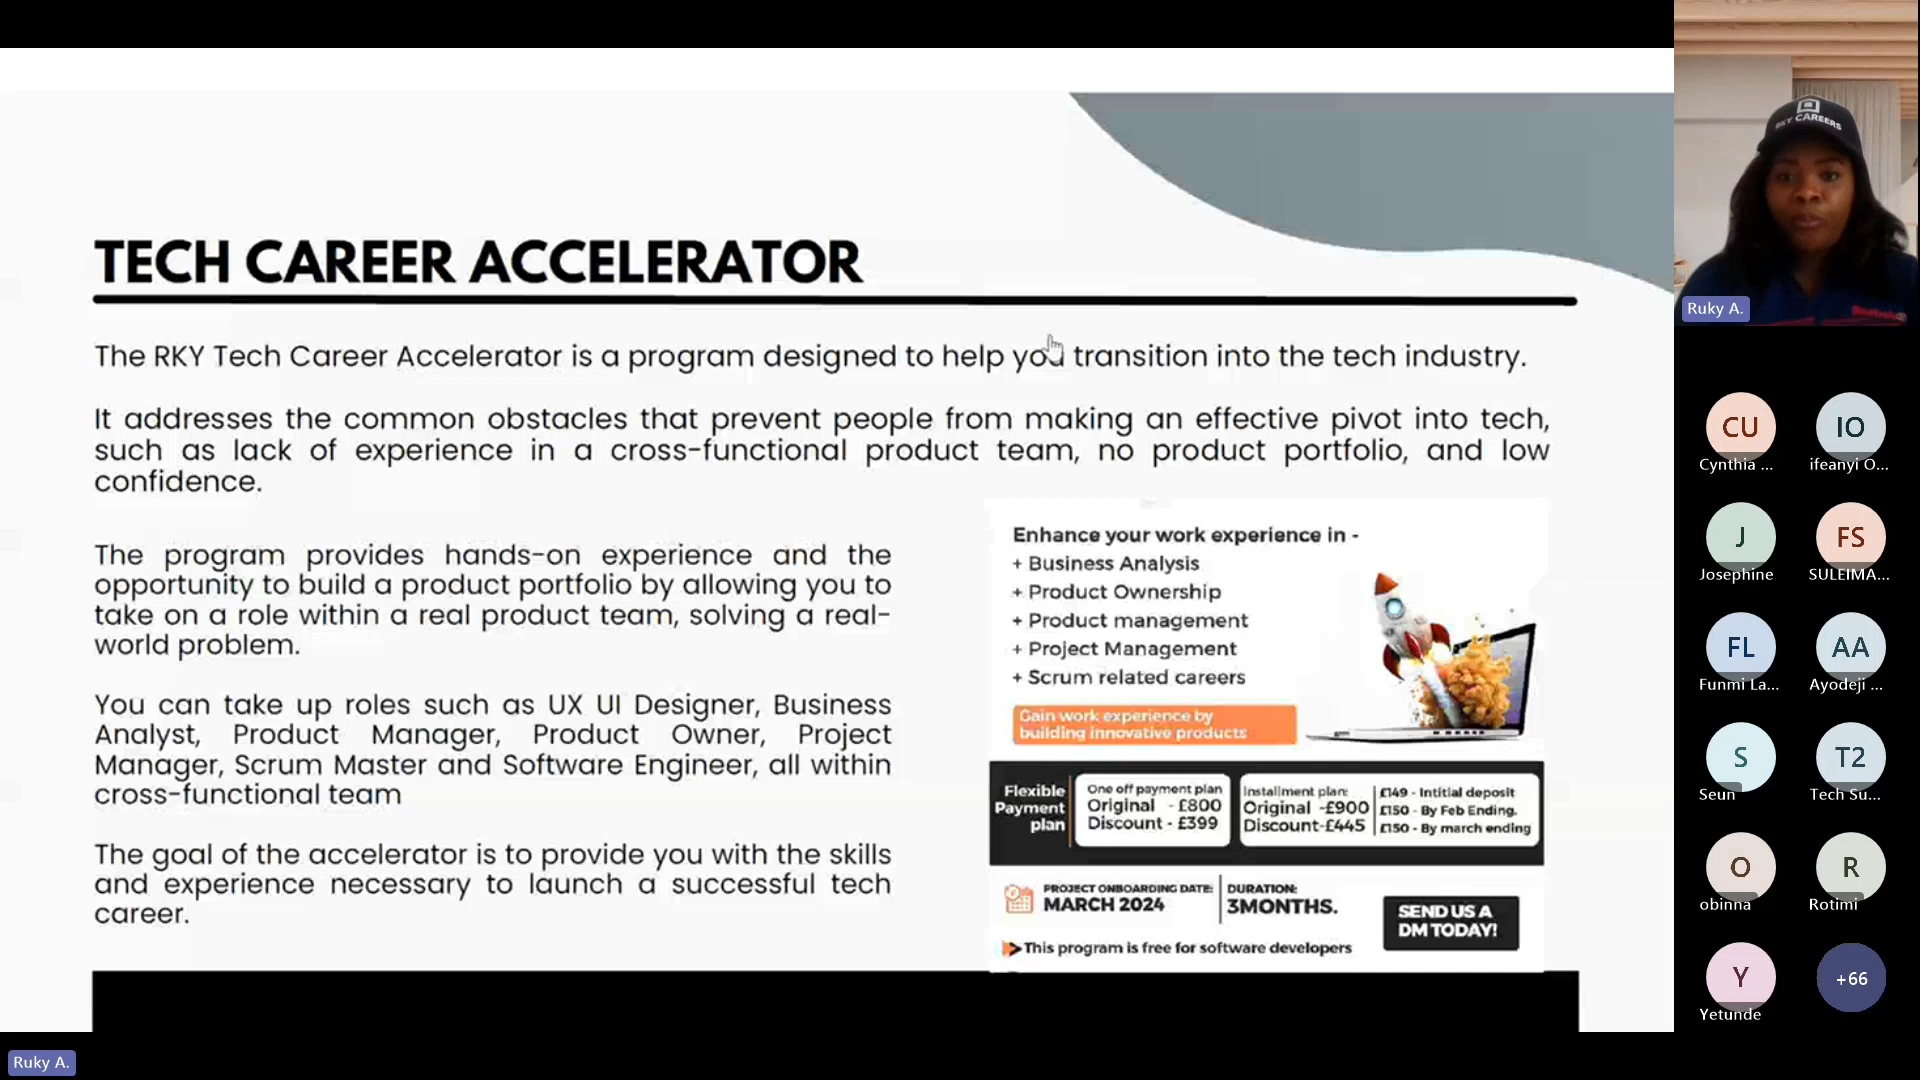 TECH CAREER ACCELERATOR
The RKY Tech Career Accelerator is a program designed to help you transition into the tech industry.
It addresses the common obstacles that prevent people from making an effective pivot into tech,
such as lack of experience in a cross-functional product team, no product portfolio, and low
confidence.
The program provides hands-on experience and the
opportunity to build a product portfolio by allowing you to
take on a role within a real product team, solving a real-
world problem.
You can take up roles such as UX UI Designer, Business
Analyst, Product Manager, Product Owner, Project
Manager, Scrum Master and Software Engineer, all within
cross-functional team
The goal of the accelerator is to provide you with the skills
and experience necessary to launch a successful tech
career.
Enhance your work experience in -
+ Business Analysis
+ Product Ownership
+ Product management
+ Project Management
+ Scrum related careers
Gain work experience by
building innovative products
Flexible
Payment
plan
One off payment plan
Original - £800
Discount - £399
Installment plan:
Original -£900
Discount-£445
£149 - Intitial deposit
£150 - By Feb Ending.
£150 - By march ending
PROJECT ONBOARDING DATE:
MARCH 2024
DURATION:
3MONTHS.
SEND US A
DM TODAY!
This program is free for software developers
RKY CAREERS
Ruky A.
CU
Cynthia ...
IO
ifeanyi O...
J
Josephine
FS
SULEIMA...
FL
Funmi La...
AA
Ayodeji ...
S
Seun
T2
Tech Su...
O
obinna
R
Rotimi
Y
Yetunde
+66
Ruky A.